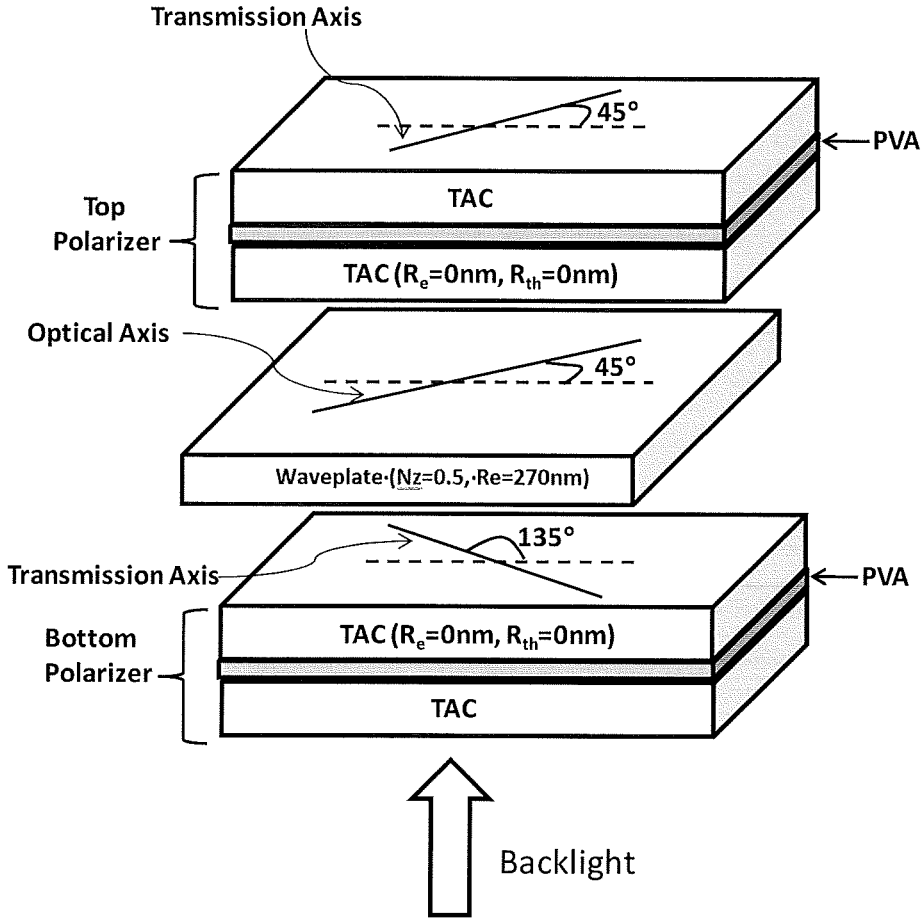 Transmission Axis
45°
PVA
TAC
Top
Polarizer
TAC (Re=0nm, Rth=0nm)
Optical Axis
45°
Waveplate·(Nz=0.5,·Re=270nm)
135°
Transmission Axis
PVA
TAC (Re=0nm, Rth=0nm)
Bottom
Polarizer
TAC
Backlight